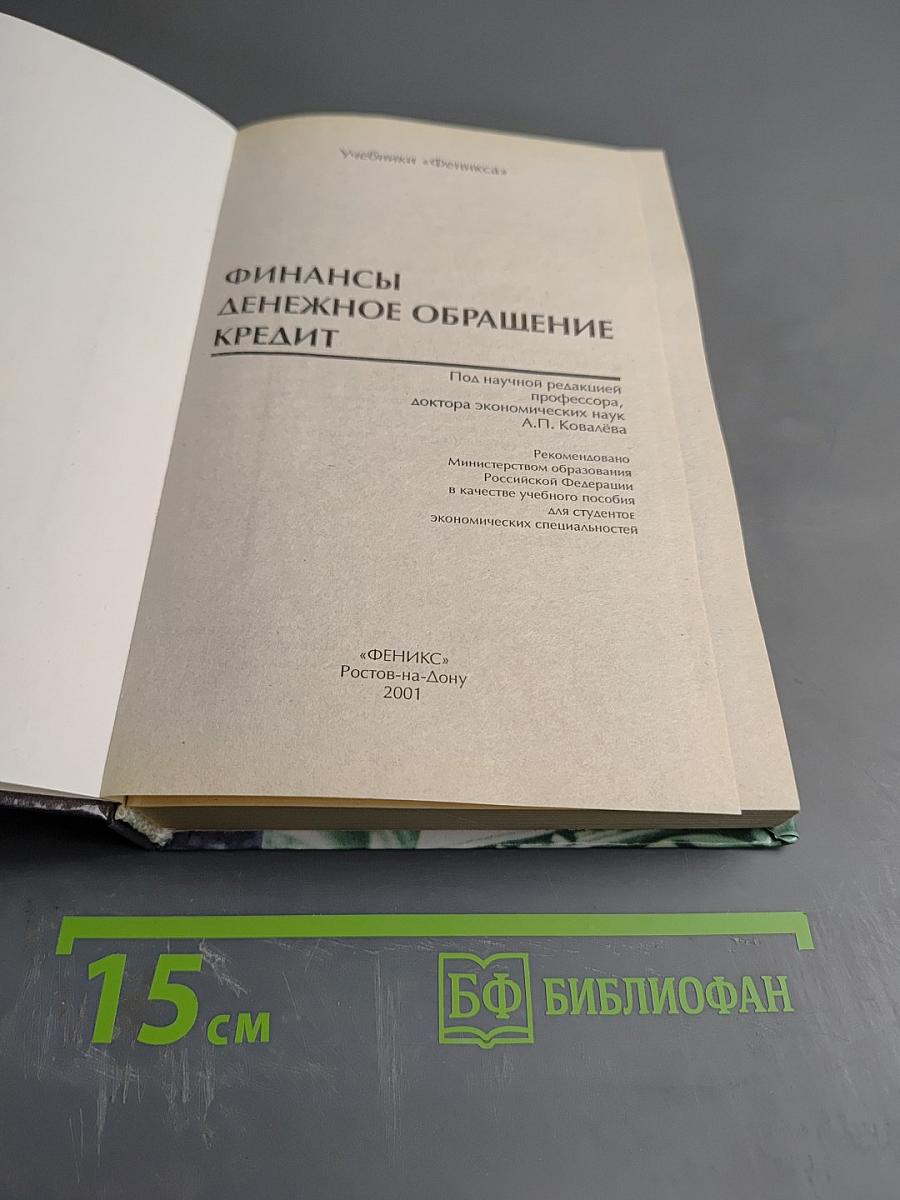 Учебники «Феникса»
ФИНАНСЫ
ДЕНЕЖНОЕ ОБРАЩЕНИЕ
КРЕДИТ
Под научной редакцией
профессора,
доктора экономических наук
А.П. Ковалёва
Рекомендовано
Министерством образования
Российской Федерации
в качестве учебного пособия
для студентов
экономических специальностей
«ФЕНИКС»
Ростов-на-Дону
2001
15 см
БФ БИБЛИОФАН